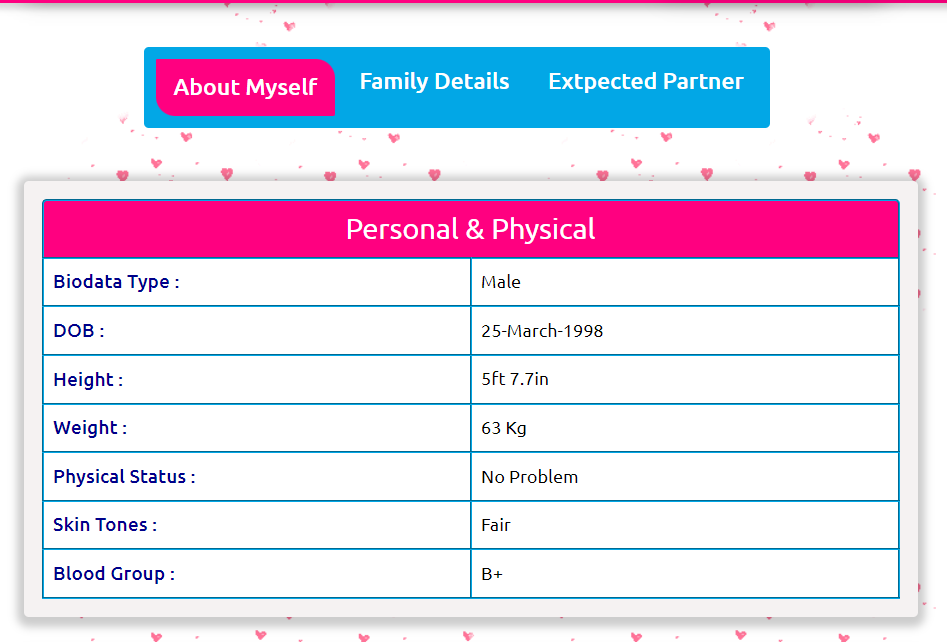 About Myself Family Details Extpected Partner
Personal & Physical
Biodata Type : Male
DOB : 25-March-1998
Height : 5ft 7.7in
Weight : 63 Kg
Physical Status : No Problem
Skin Tones : Fair
Blood Group : B+